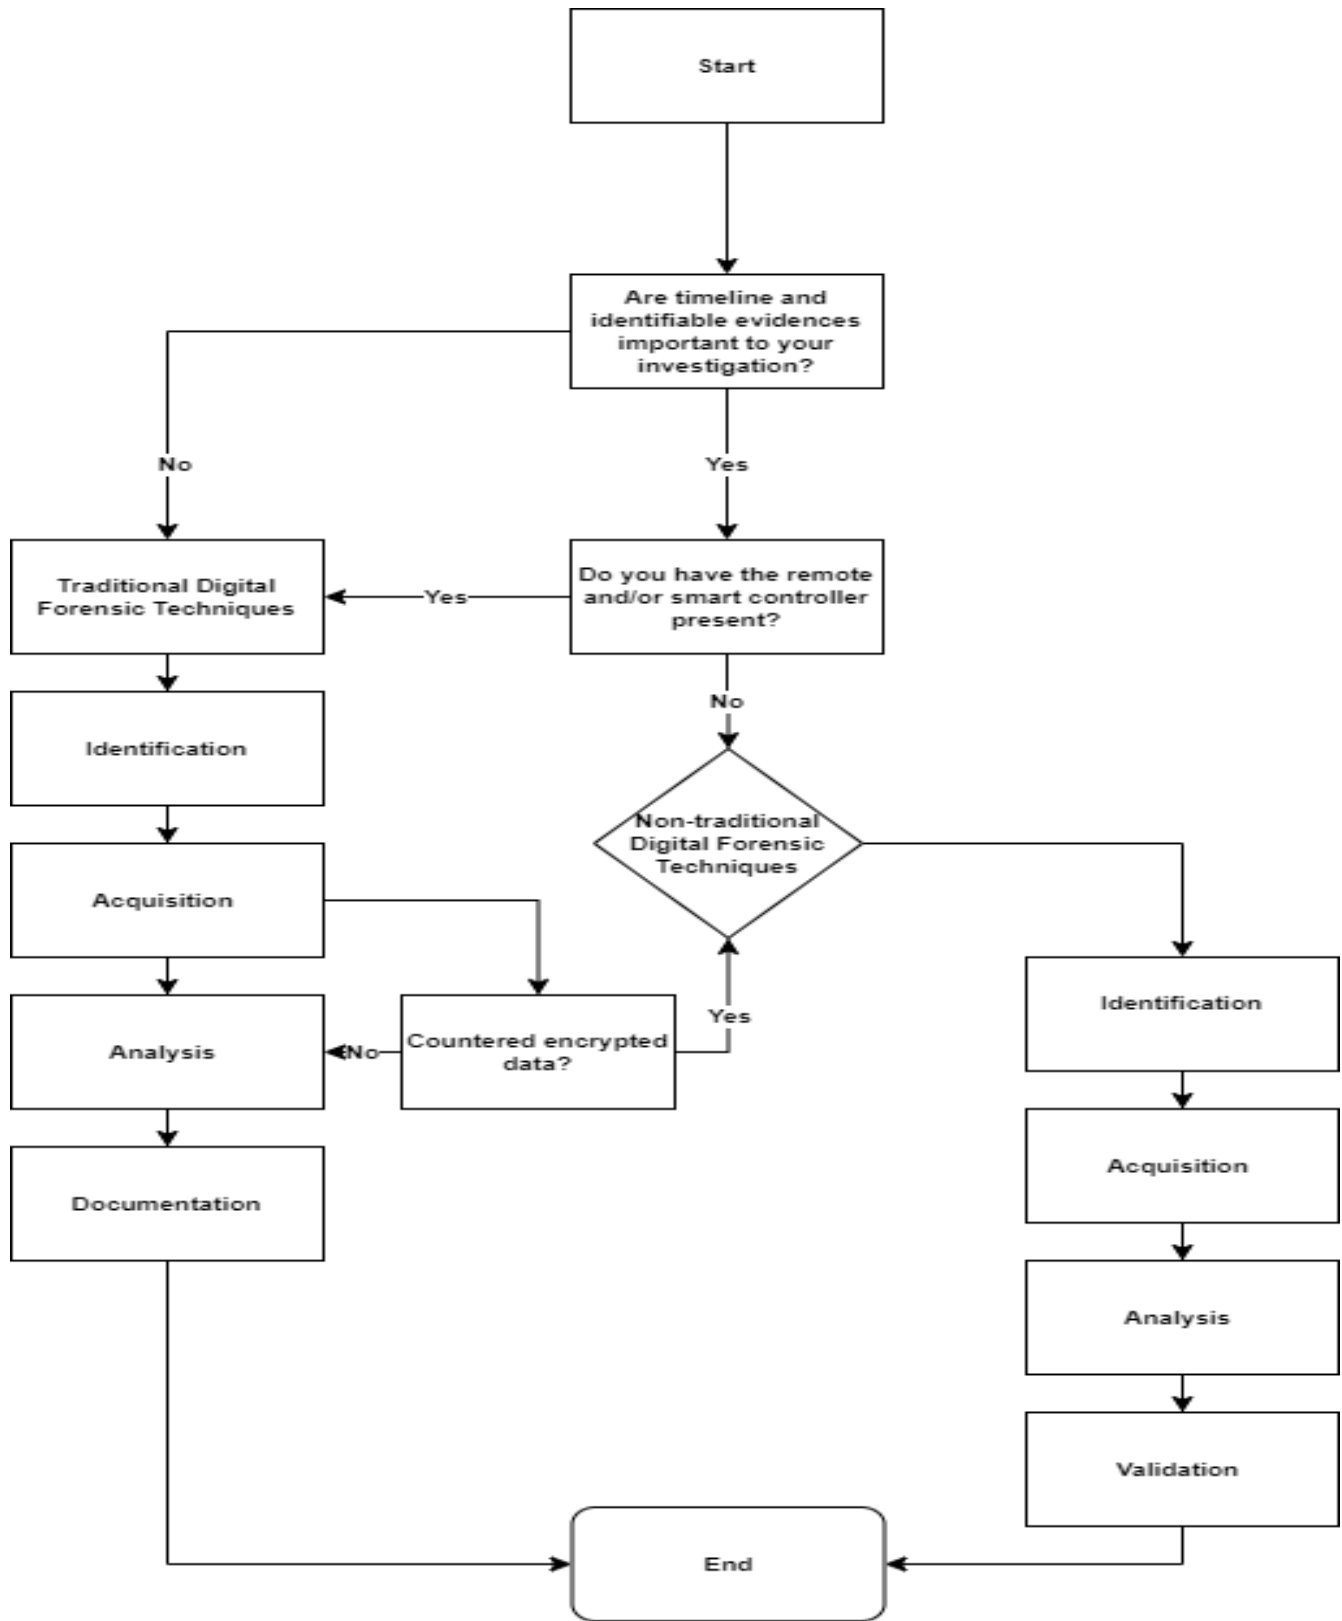 Start
Are timeline and
identifiable evidences
important to your
investigation?
No
Yes
Traditional Digital
Forensic Techniques
Yes
Do you have the remote
and/or smart controller
present?
No
Identification
Non-traditional
Digital Forensic
Techniques
Acquisition
Identification
Yes
Analysis
No
Countered encrypted
data?
Acquisition
Documentation
Analysis
Validation
End